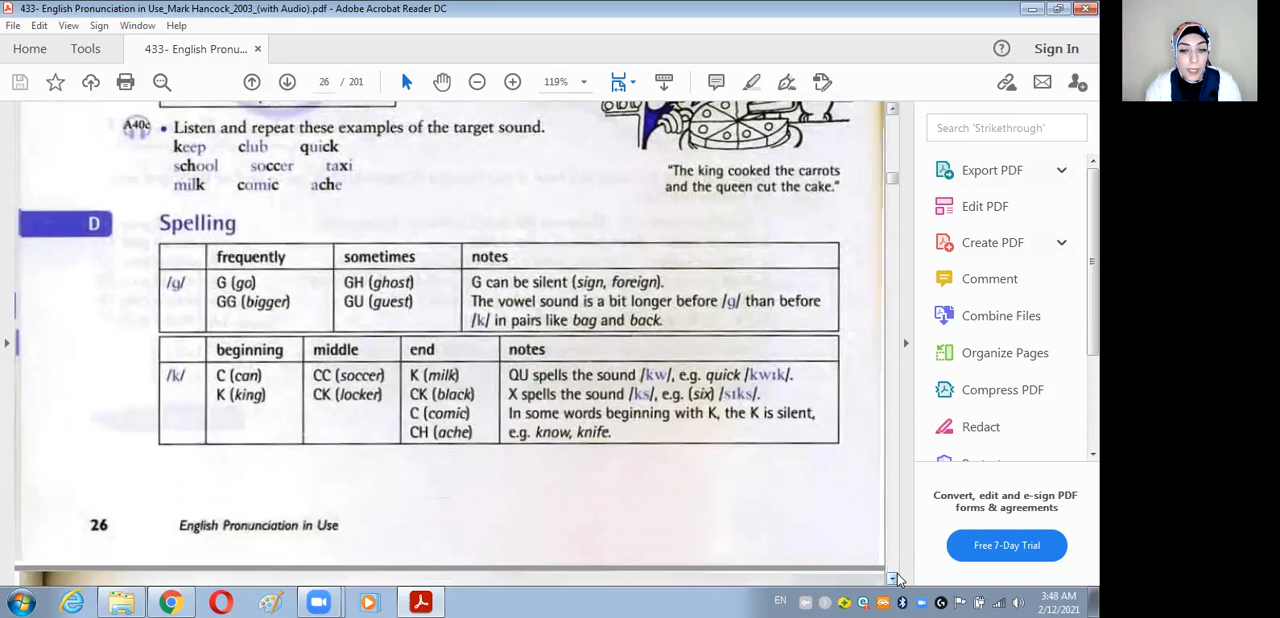 433- English Pronunciation in Use_Mark Hancock_2003_(with Audio).pdf - Adobe Acrobat Reader DC
File Edit View Sign Window Help
Home Tools 433- English Pronu... × Sign In
26 / 201 119%
A40c • Listen and repeat these examples of the target sound.
keep club quick
school soccer taxi
milk comic ache
"The king cooked the carrots
and the queen cut the cake."
D Spelling
frequently sometimes notes
/g/ G (go) GH (ghost) G can be silent (sign, foreign).
GG (bigger) GU (guest) The vowel sound is a bit longer before /g/ than before
/k/ in pairs like bag and back.
beginning middle end notes
/k/ C (can) CC (soccer) K (milk) QU spells the sound /kw/, e.g. quick /kwɪk/.
K (king) CK (locker) CK (black) X spells the sound /ks/, e.g. (six) /sɪks/.
C (comic) In some words beginning with K, the K is silent,
CH (ache) e.g. know, knife.
26 English Pronunciation in Use
Search 'Strikethrough'
Export PDF
Edit PDF
Create PDF
Comment
Combine Files
Organize Pages
Compress PDF
Redact
Convert, edit and e-sign PDF
forms & agreements
Free 7-Day Trial
EN
3:48 AM
2/12/2021